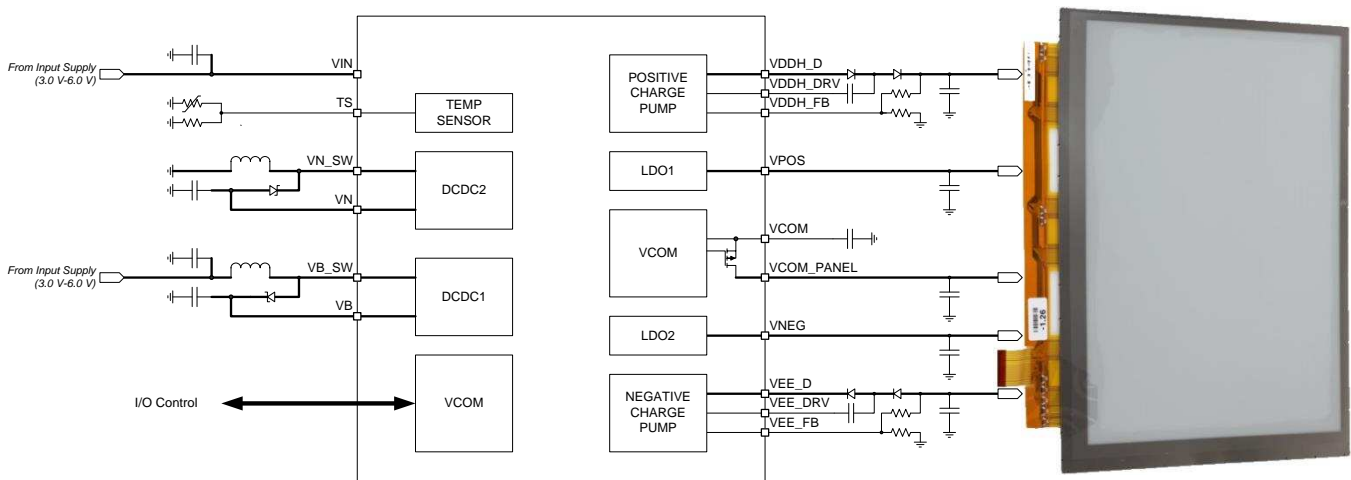 From Input Supply
(3.0 V-6.0 V)
VIN
TS
TEMP
SENSOR
VN_SW
DCDC2
VN
From Input Supply
(3.0 V-6.0 V)
VB_SW
DCDC1
VB
I/O Control
VCOM
POSITIVE
CHARGE
PUMP
VDDH_D
VDDH_DRV
VDDH_FB
LDO1
VPOS
VCOM
VCOM
VCOM_PANEL
LDO2
VNEG
NEGATIVE
CHARGE
PUMP
VEE_D
VEE_DRV
VEE_FB
-1.26